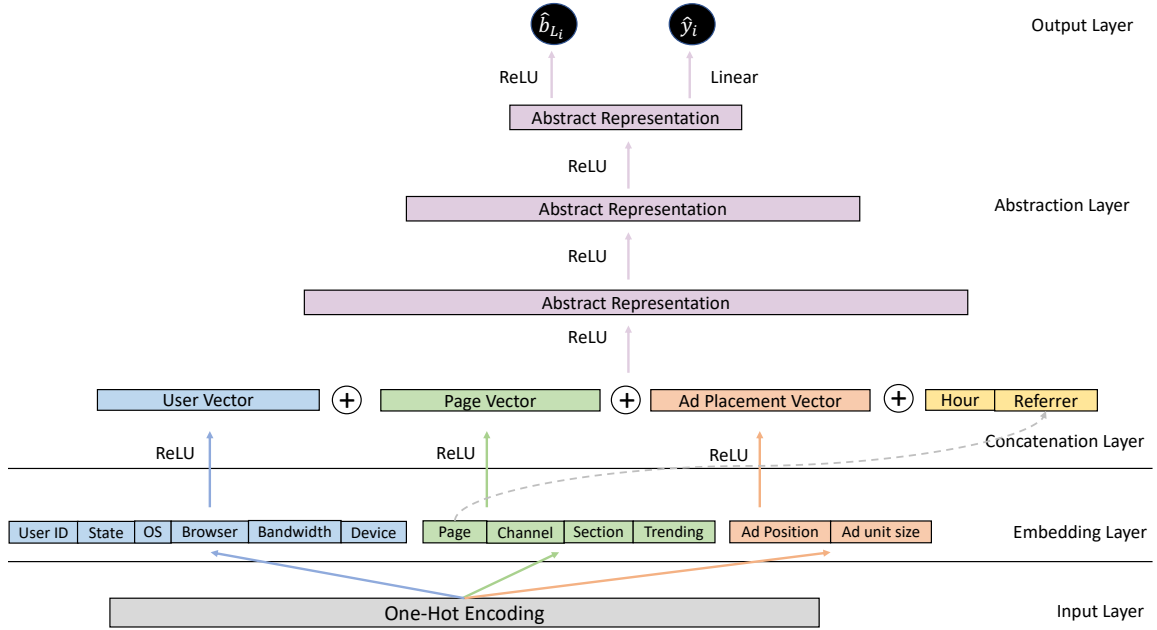 b̂_{L_i} ŷ_i Output Layer
ReLU Linear
Abstract Representation
ReLU
Abstract Representation Abstraction Layer
ReLU
Abstract Representation
ReLU
User Vector + Page Vector + Ad Placement Vector + Hour Referrer
ReLU ReLU ReLU Concatenation Layer
User ID State OS Browser Bandwidth Device Page Channel Section Trending Ad Position Ad unit size Embedding Layer
One-Hot Encoding Input Layer